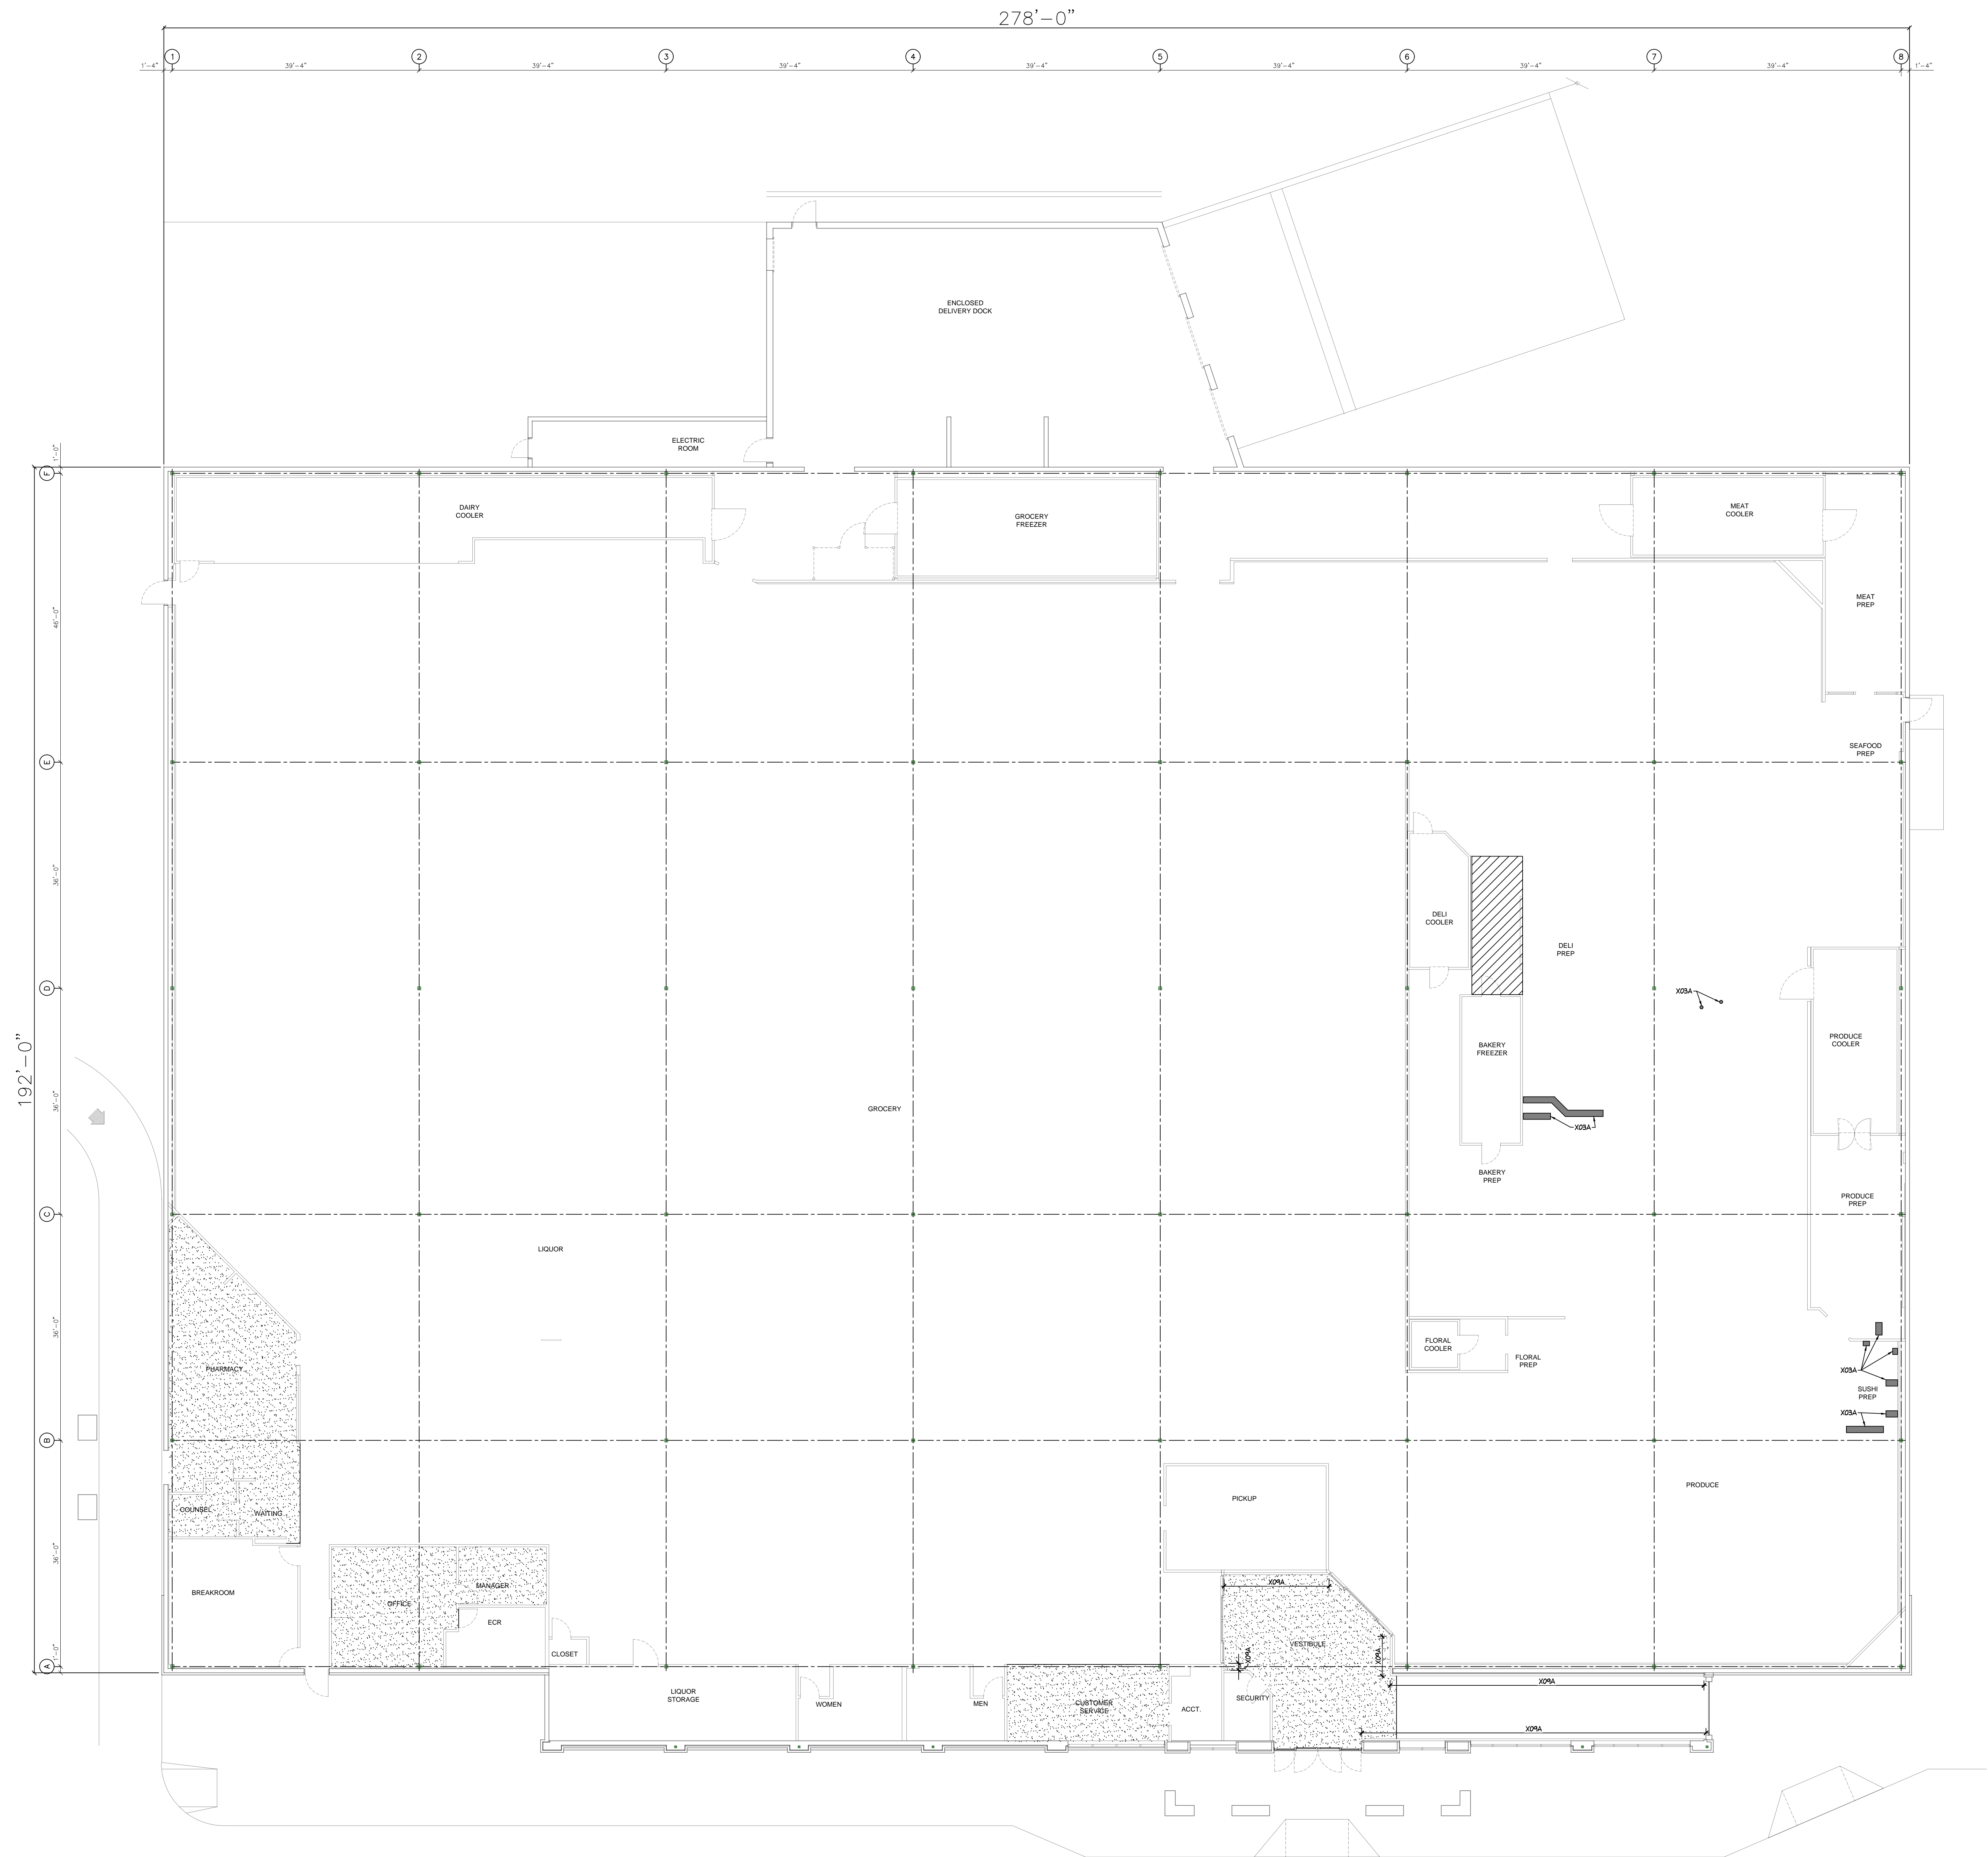 278'-0"
1 2 3 4 5 6 7 8
1'-4" 39'-4" 39'-4" 39'-4" 39'-4" 39'-4" 39'-4" 39'-4" 1'-4"
ENCLOSED
DELIVERY DOCK
ELECTRIC
ROOM
1'-0"
F
DAIRY
COOLER
GROCERY
FREEZER
MEAT
COOLER
MEAT
PREP
46'-0"
SEAFOOD
PREP
E
36'-0"
DELI
COOLER
DELI
PREP
D
X03A
PRODUCE
COOLER
BAKERY
FREEZER
192'-0"
36'-0"
GROCERY
X03A
BAKERY
PREP
PRODUCE
PREP
C
LIQUOR
36'-0"
FLORAL
COOLER
FLORAL
PREP
PHARMACY
X03A
SUSHI
PREP
X03A
B
PRODUCE
PICKUP
COUNSEL
WAITING
36'-0"
X09A
BREAKROOM
MANAGER
OFFICE
ECR
VESTIBULE
X09A
X09A
CLOSET
1'-0"
A
X09A
LIQUOR
STORAGE
WOMEN
MEN
CUSTOMER
SERVICE
ACCT.
SECURITY
X09A